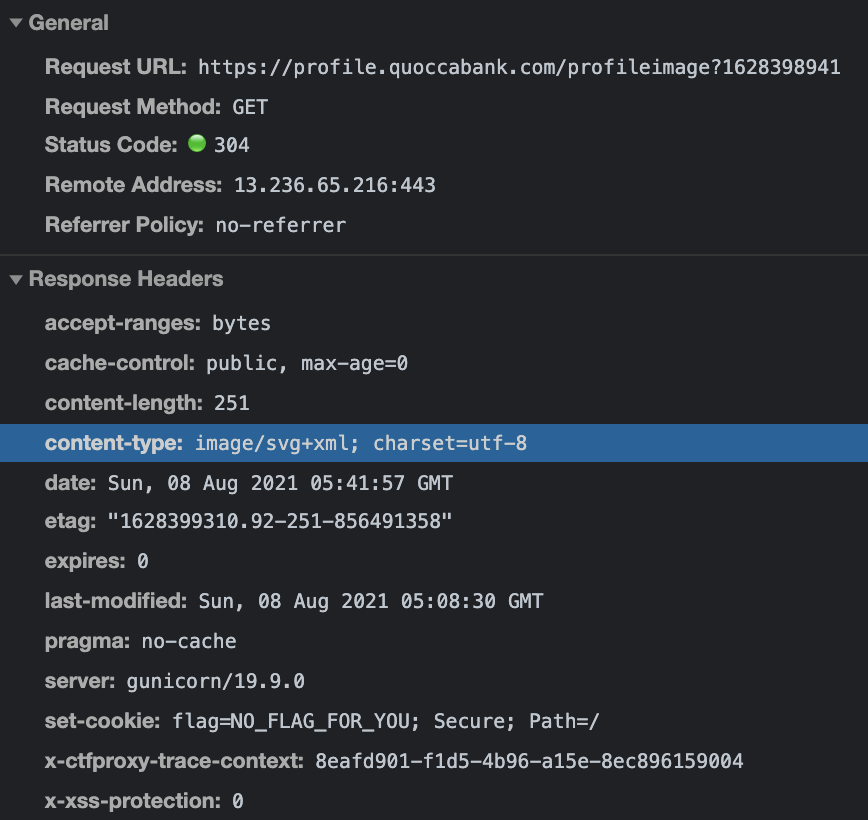 General
Request URL: https://profile.quoccabank.com/profileimage?1628398941
Request Method: GET
Status Code: 304
Remote Address: 13.236.65.216:443
Referrer Policy: no-referrer
Response Headers
accept-ranges: bytes
cache-control: public, max-age=0
content-length: 251
content-type: image/svg+xml; charset=utf-8
date: Sun, 08 Aug 2021 05:41:57 GMT
etag: "1628399310.92-251-856491358"
expires: 0
last-modified: Sun, 08 Aug 2021 05:08:30 GMT
pragma: no-cache
server: gunicorn/19.9.0
set-cookie: flag=NO_FLAG_FOR_YOU; Secure; Path=/
x-ctfproxy-trace-context: 8eafd901-f1d5-4b96-a15e-8ec896159004
x-xss-protection: 0